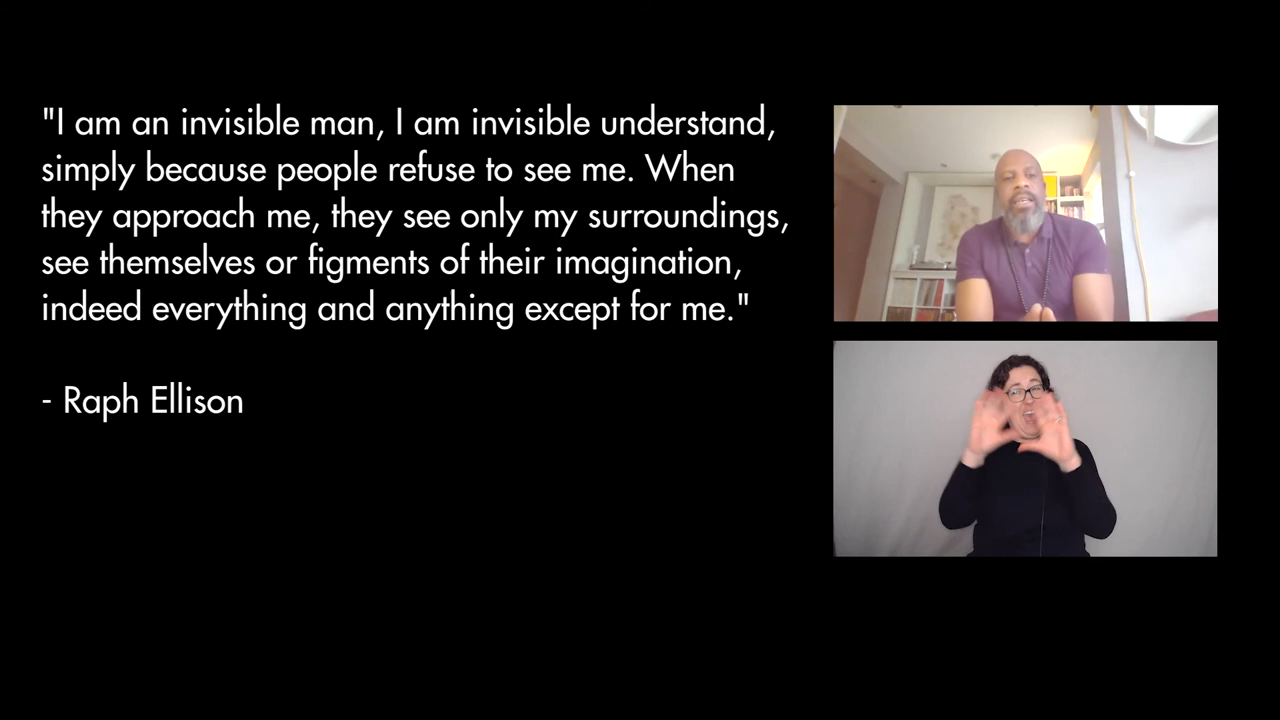 "I am an invisible man, I am invisible understand,
simply because people refuse to see me. When
they approach me, they see only my surroundings,
see themselves or figments of their imagination,
indeed everything and anything except for me."
- Raph Ellison